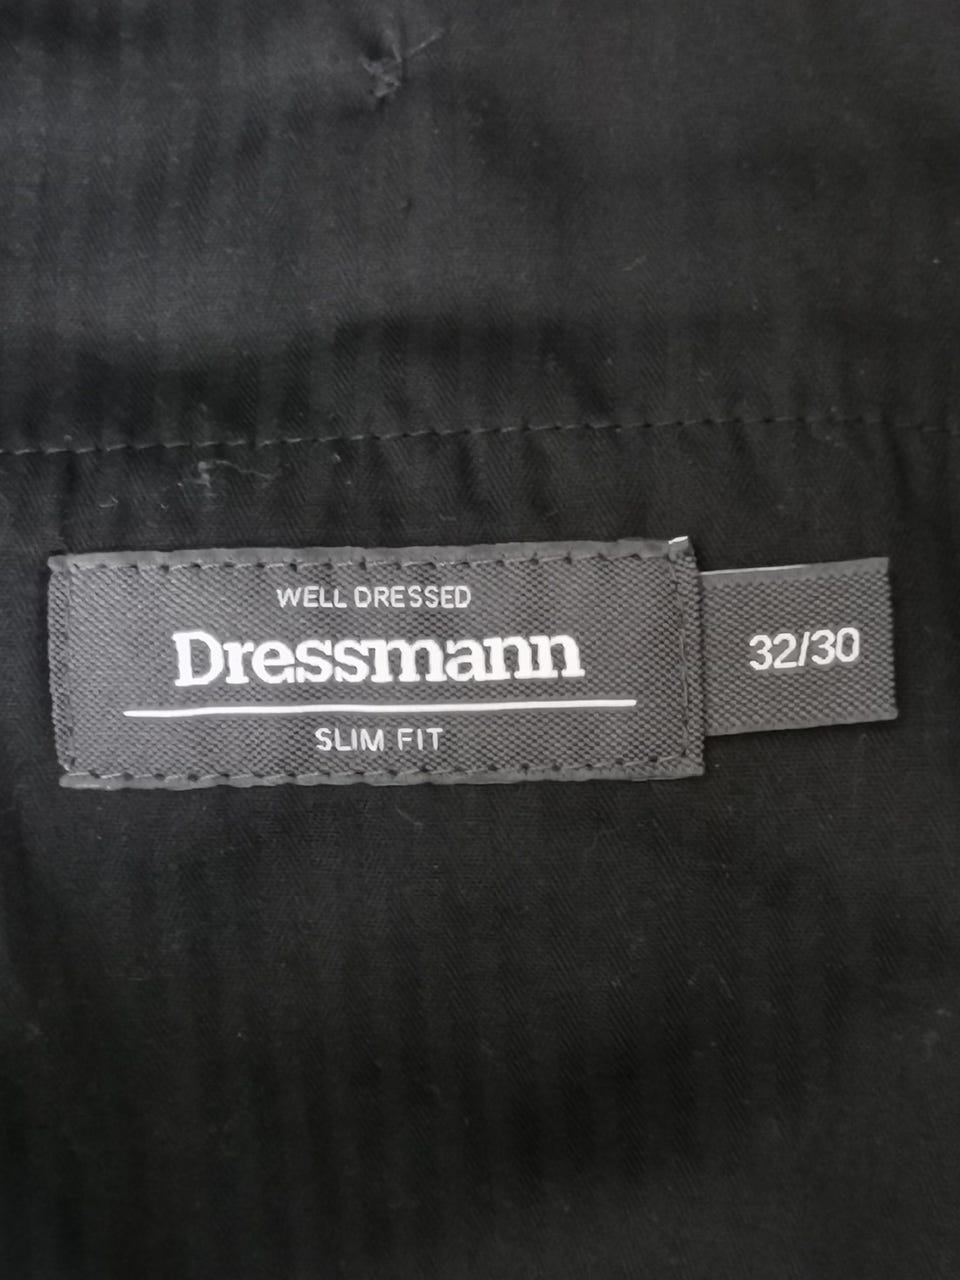 WELL DRESSED
Dressmann
SLIM FIT
32/30